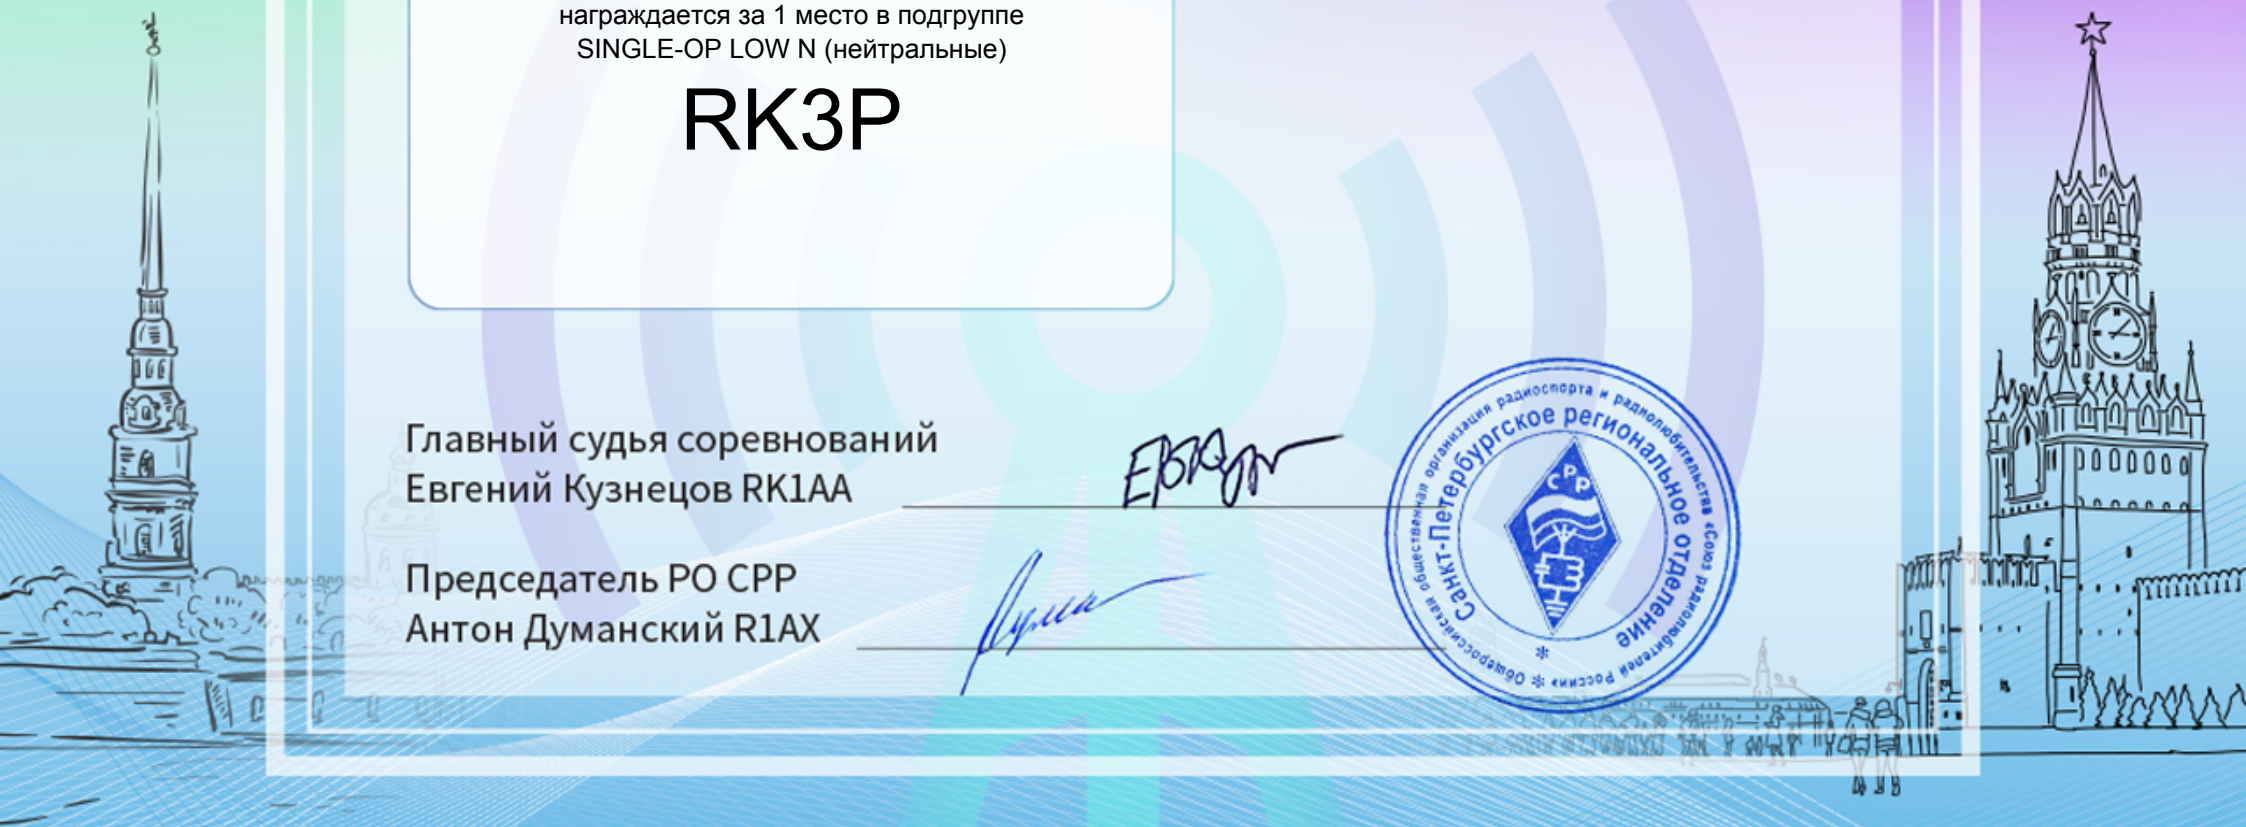 награждается за 1 место в подгруппе
SINGLE-OP LOW N (нейтральные)
RK3P
Главный судья соревнований
Евгений Кузнецов RK1AA
Председатель РО СРР
Антон Думанский R1AX
Общероссийская общественная организация радиоспорта и радиолюбительства «Союз радиолюбителей России»
Санкт-Петербургское региональное отделение
СРР